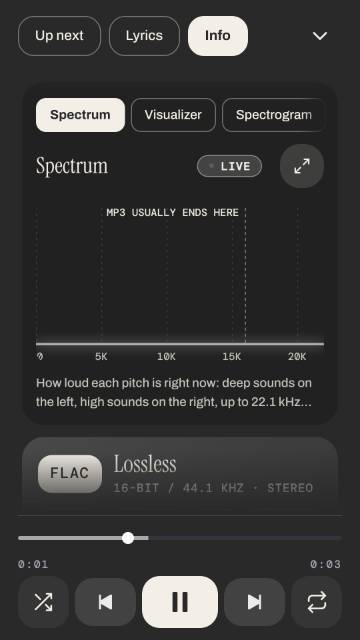 Up next
Lyrics
Info
Spectrum
Visualizer
Spectrogram
Spectrum
LIVE
MP3 USUALLY ENDS HERE
0 5K 10K 15K 20K
How loud each pitch is right now: deep sounds on
the left, high sounds on the right, up to 22.1 kHz...
FLAC
Lossless
16-BIT / 44.1 KHZ · STEREO
0:01
0:03